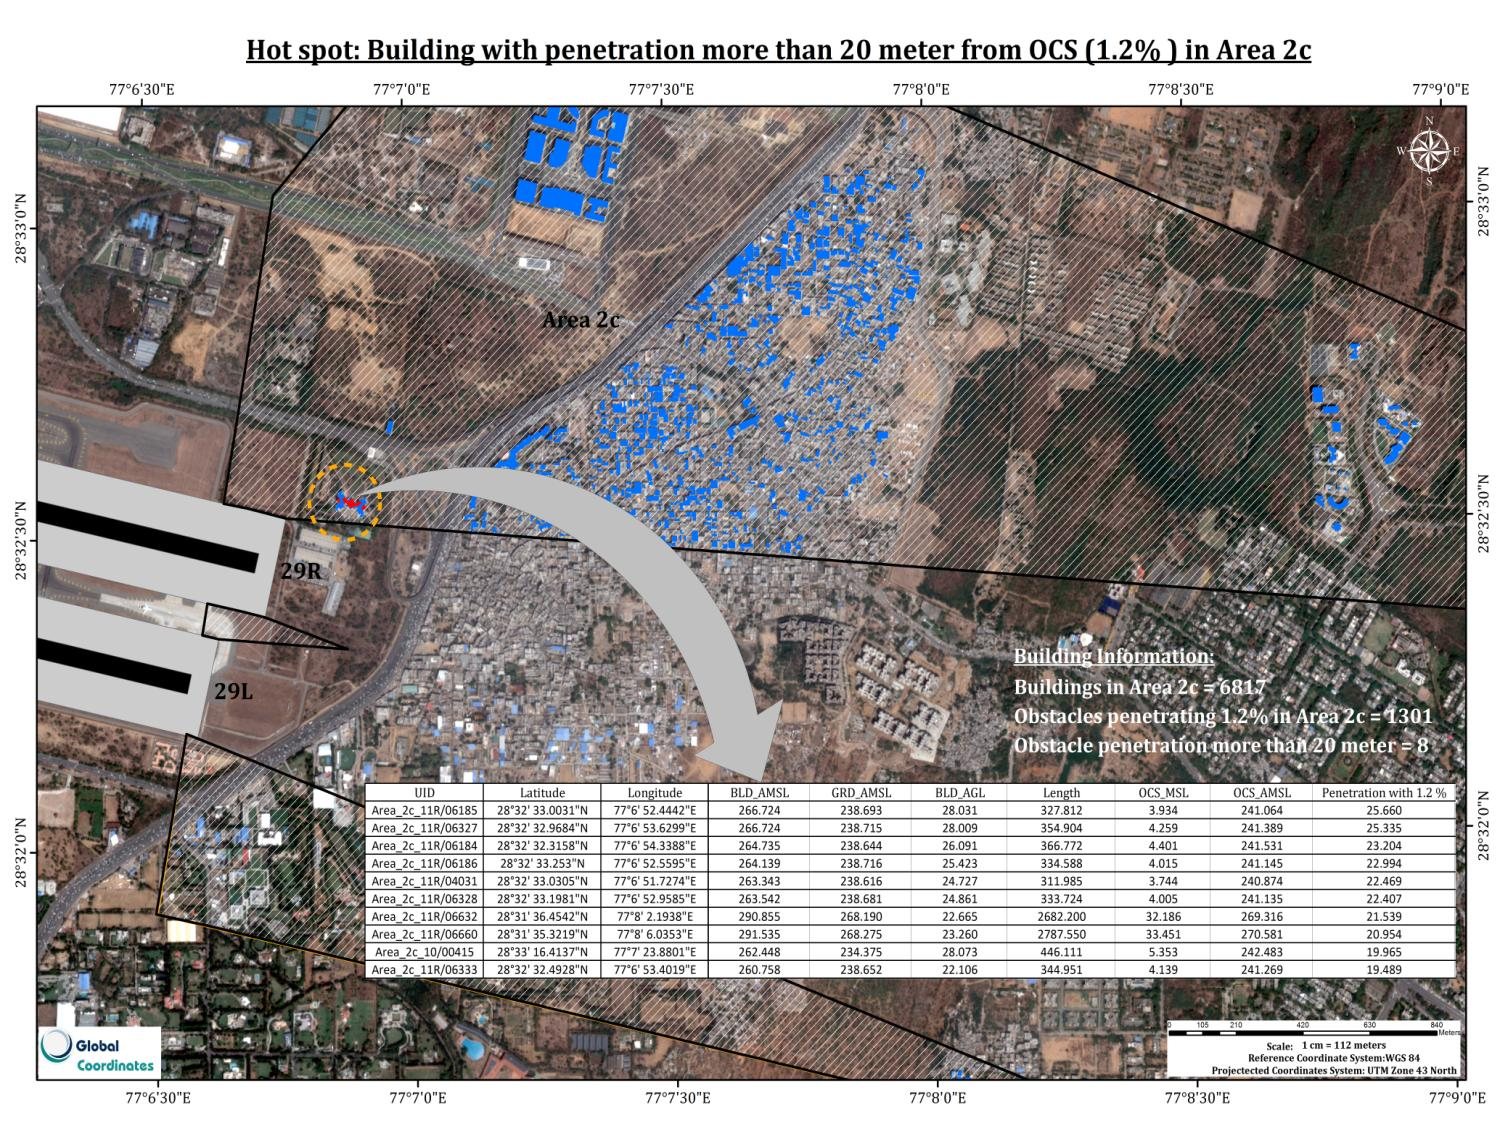 Hot spot: Building with penetration more than 20 meter from OCS (1.2% ) in Area 2c
77°6'30"E 77°7'0"E 77°7'30"E 77°8'0"E 77°8'30"E 77°9'0"E
N
W E
S
28°33'0"N 28°33'0"N
Area 2c
28°32'30"N 28°32'30"N
29R
29L
Building Information:
Buildings in Area 2c = 6817
Obstacles penetrating 1.2% in Area 2c = 1301
Obstacle penetration more than 20 meter = 8
28°32'0"N 28°32'0"N
UID Latitude Longitude BLD_AMSL GRD_AMSL BLD_AGL Length OCS_MSL OCS_AMSL Penetration with 1.2 %
Area_2c_11R/06185 28°32' 33.0031"N 77°6' 52.4442"E 266.724 238.693 28.031 327.812 3.934 241.064 25.660
Area_2c_11R/06327 28°32' 32.9684"N 77°6' 53.6299"E 266.724 238.715 28.009 354.904 4.259 241.389 25.335
Area_2c_11R/06184 28°32' 32.3158"N 77°6' 54.3388"E 264.735 238.644 26.091 366.772 4.401 241.531 23.204
Area_2c_11R/06186 28°32' 33.253"N 77°6' 52.5595"E 264.139 238.716 25.423 334.588 4.015 241.145 22.994
Area_2c_11R/04031 28°32' 33.0305"N 77°6' 51.7274"E 263.343 238.616 24.727 311.985 3.744 240.874 22.469
Area_2c_11R/06328 28°32' 33.1981"N 77°6' 52.9585"E 263.542 238.681 24.861 333.724 4.005 241.135 22.407
Area_2c_11R/06632 28°31' 36.4542"N 77°8' 2.1938"E 290.855 268.190 22.665 2682.200 32.186 269.316 21.539
Area_2c_11R/06660 28°31' 35.3219"N 77°8' 6.0353"E 291.535 268.275 23.260 2787.550 33.451 270.581 20.954
Area_2c_10/00415 28°33' 16.4137"N 77°7' 23.8801"E 262.448 234.375 28.073 446.111 5.353 242.483 19.965
Area_2c_11R/06333 28°32' 32.4928"N 77°6' 53.4019"E 260.758 238.652 22.106 344.951 4.139 241.269 19.489
Global
Coordinates
0 105 210 420 630 840
Meters
Scale: 1 cm = 112 meters
Reference Coordinate System:WGS 84
Projectected Coordinates System: UTM Zone 43 North
77°6'30"E 77°7'0"E 77°7'30"E 77°8'0"E 77°8'30"E 77°9'0"E